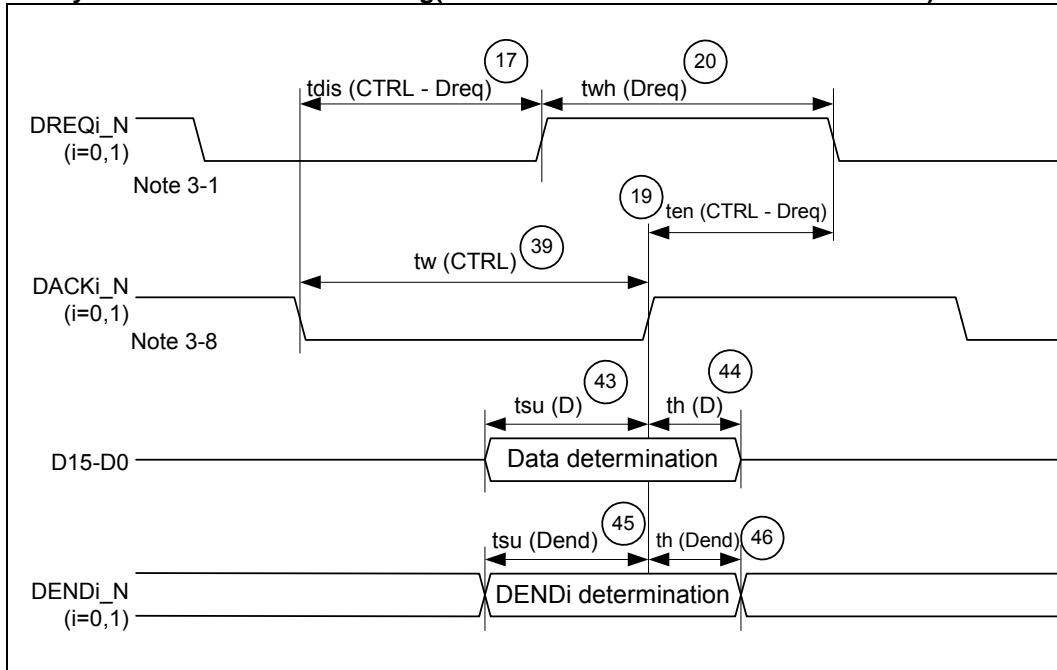 17
20
tdis (CTRL - Dreq)
twh (Dreq)
DREQi_N
(i=0,1)
Note 3-1
19
ten (CTRL - Dreq)
39
tw (CTRL)
DACKi_N
(i=0,1)
Note 3-8
43
44
tsu (D)
th (D)
D15-D0
Data determination
45
46
tsu (Dend)
th (Dend)
DENDi_N
(i=0,1)
DENDi determination